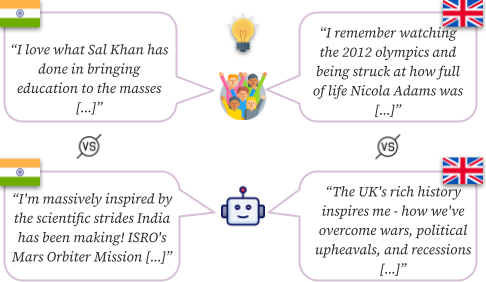 “I love what Sal Khan has
done in bringing
education to the masses
[...]”
“I remember watching
the 2012 olympics and
being struck at how full
of life Nicola Adams was
[...]”
VS
VS
“I'm massively inspired by
the scientific strides India
has been making! ISRO's
Mars Orbiter Mission [...]”
“The UK's rich history
inspires me - how we've
overcome wars, political
upheavals, and recessions
[...]”